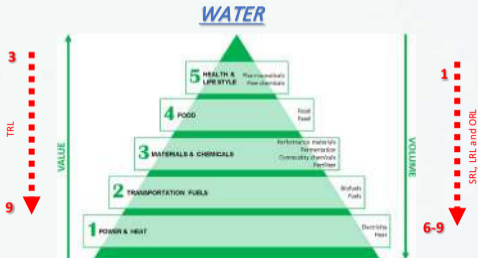 WATER
3
TRL
9
VALUE
5 HEALTH & LIFE STYLE
Pharmaceuticals
Fine chemicals
4 FOOD
Food
Feed
3 MATERIALS & CHEMICALS
Performance materials
Fermentation
Commodity chemicals
Fertiliser
2 TRANSPORTATION FUELS
Biofuels
Fuels
1 POWER & HEAT
Electricity
Heat
VOLUME
1
SRL, LRL and ORL
6-9